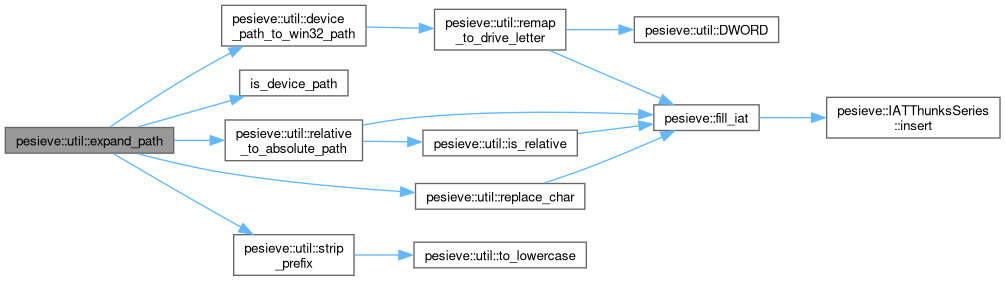 pesieve::util::expand_path
pesieve::util::device
_path_to_win32_path
is_device_path
pesieve::util::relative
_to_absolute_path
pesieve::util::strip
_prefix
pesieve::util::remap
_to_drive_letter
pesieve::util::is_relative
pesieve::util::replace_char
pesieve::util::to_lowercase
pesieve::util::DWORD
pesieve::fill_iat
pesieve::IATThunksSeries
::insert